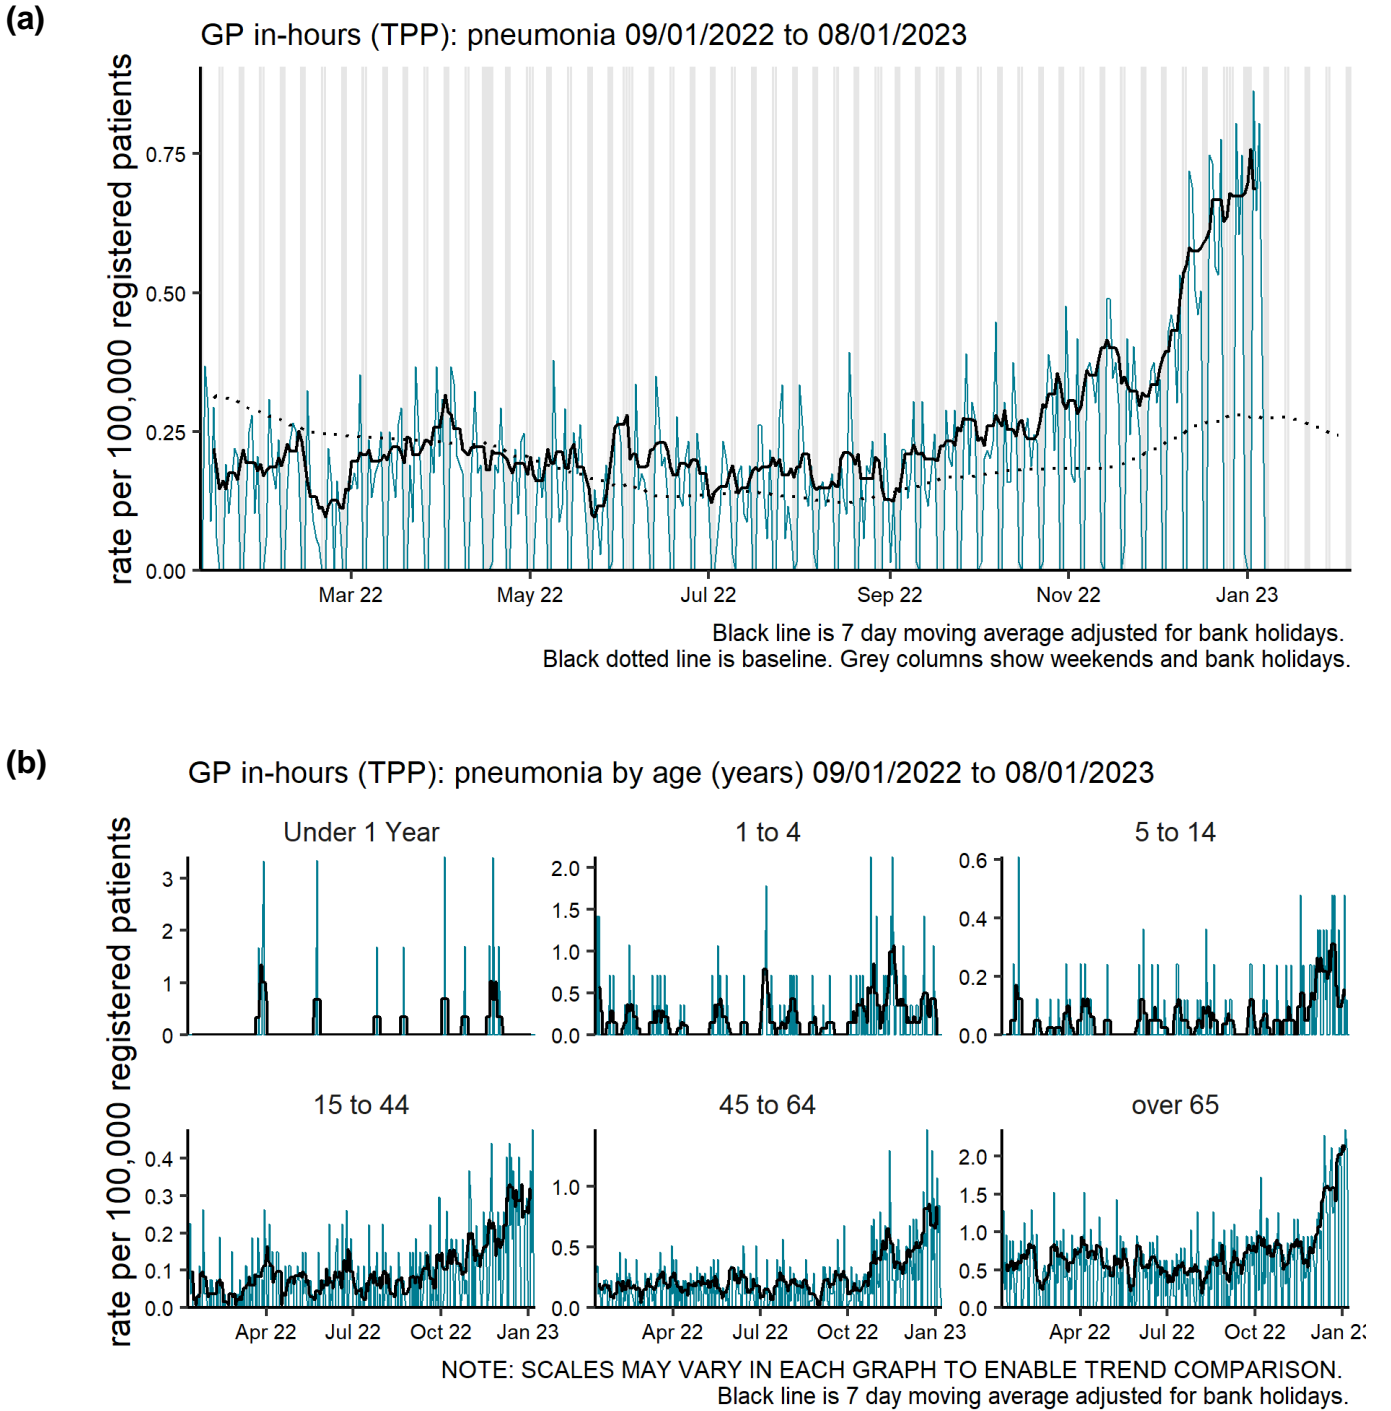 (a)
GP in-hours (TPP): pneumonia 09/01/2022 to 08/01/2023
rate per 100,000 registered patients
0.75
0.50
0.25
0.00
Mar 22 May 22 Jul 22 Sep 22 Nov 22 Jan 23
Black line is 7 day moving average adjusted for bank holidays.
Black dotted line is baseline. Grey columns show weekends and bank holidays.
(b)
GP in-hours (TPP): pneumonia by age (years) 09/01/2022 to 08/01/2023
rate per 100,000 registered patients
Under 1 Year
3
2
1
0
1 to 4
2.0
1.5
1.0
0.5
0.0
5 to 14
0.6
0.4
0.2
0.0
15 to 44
0.4
0.3
0.2
0.1
0.0
Apr 22 Jul 22 Oct 22 Jan 23
45 to 64
1.0
0.5
0.0
Apr 22 Jul 22 Oct 22 Jan 23
over 65
2.0
1.5
1.0
0.5
0.0
Apr 22 Jul 22 Oct 22 Jan 2
NOTE: SCALES MAY VARY IN EACH GRAPH TO ENABLE TREND COMPARISON.
Black line is 7 day moving average adjusted for bank holidays.